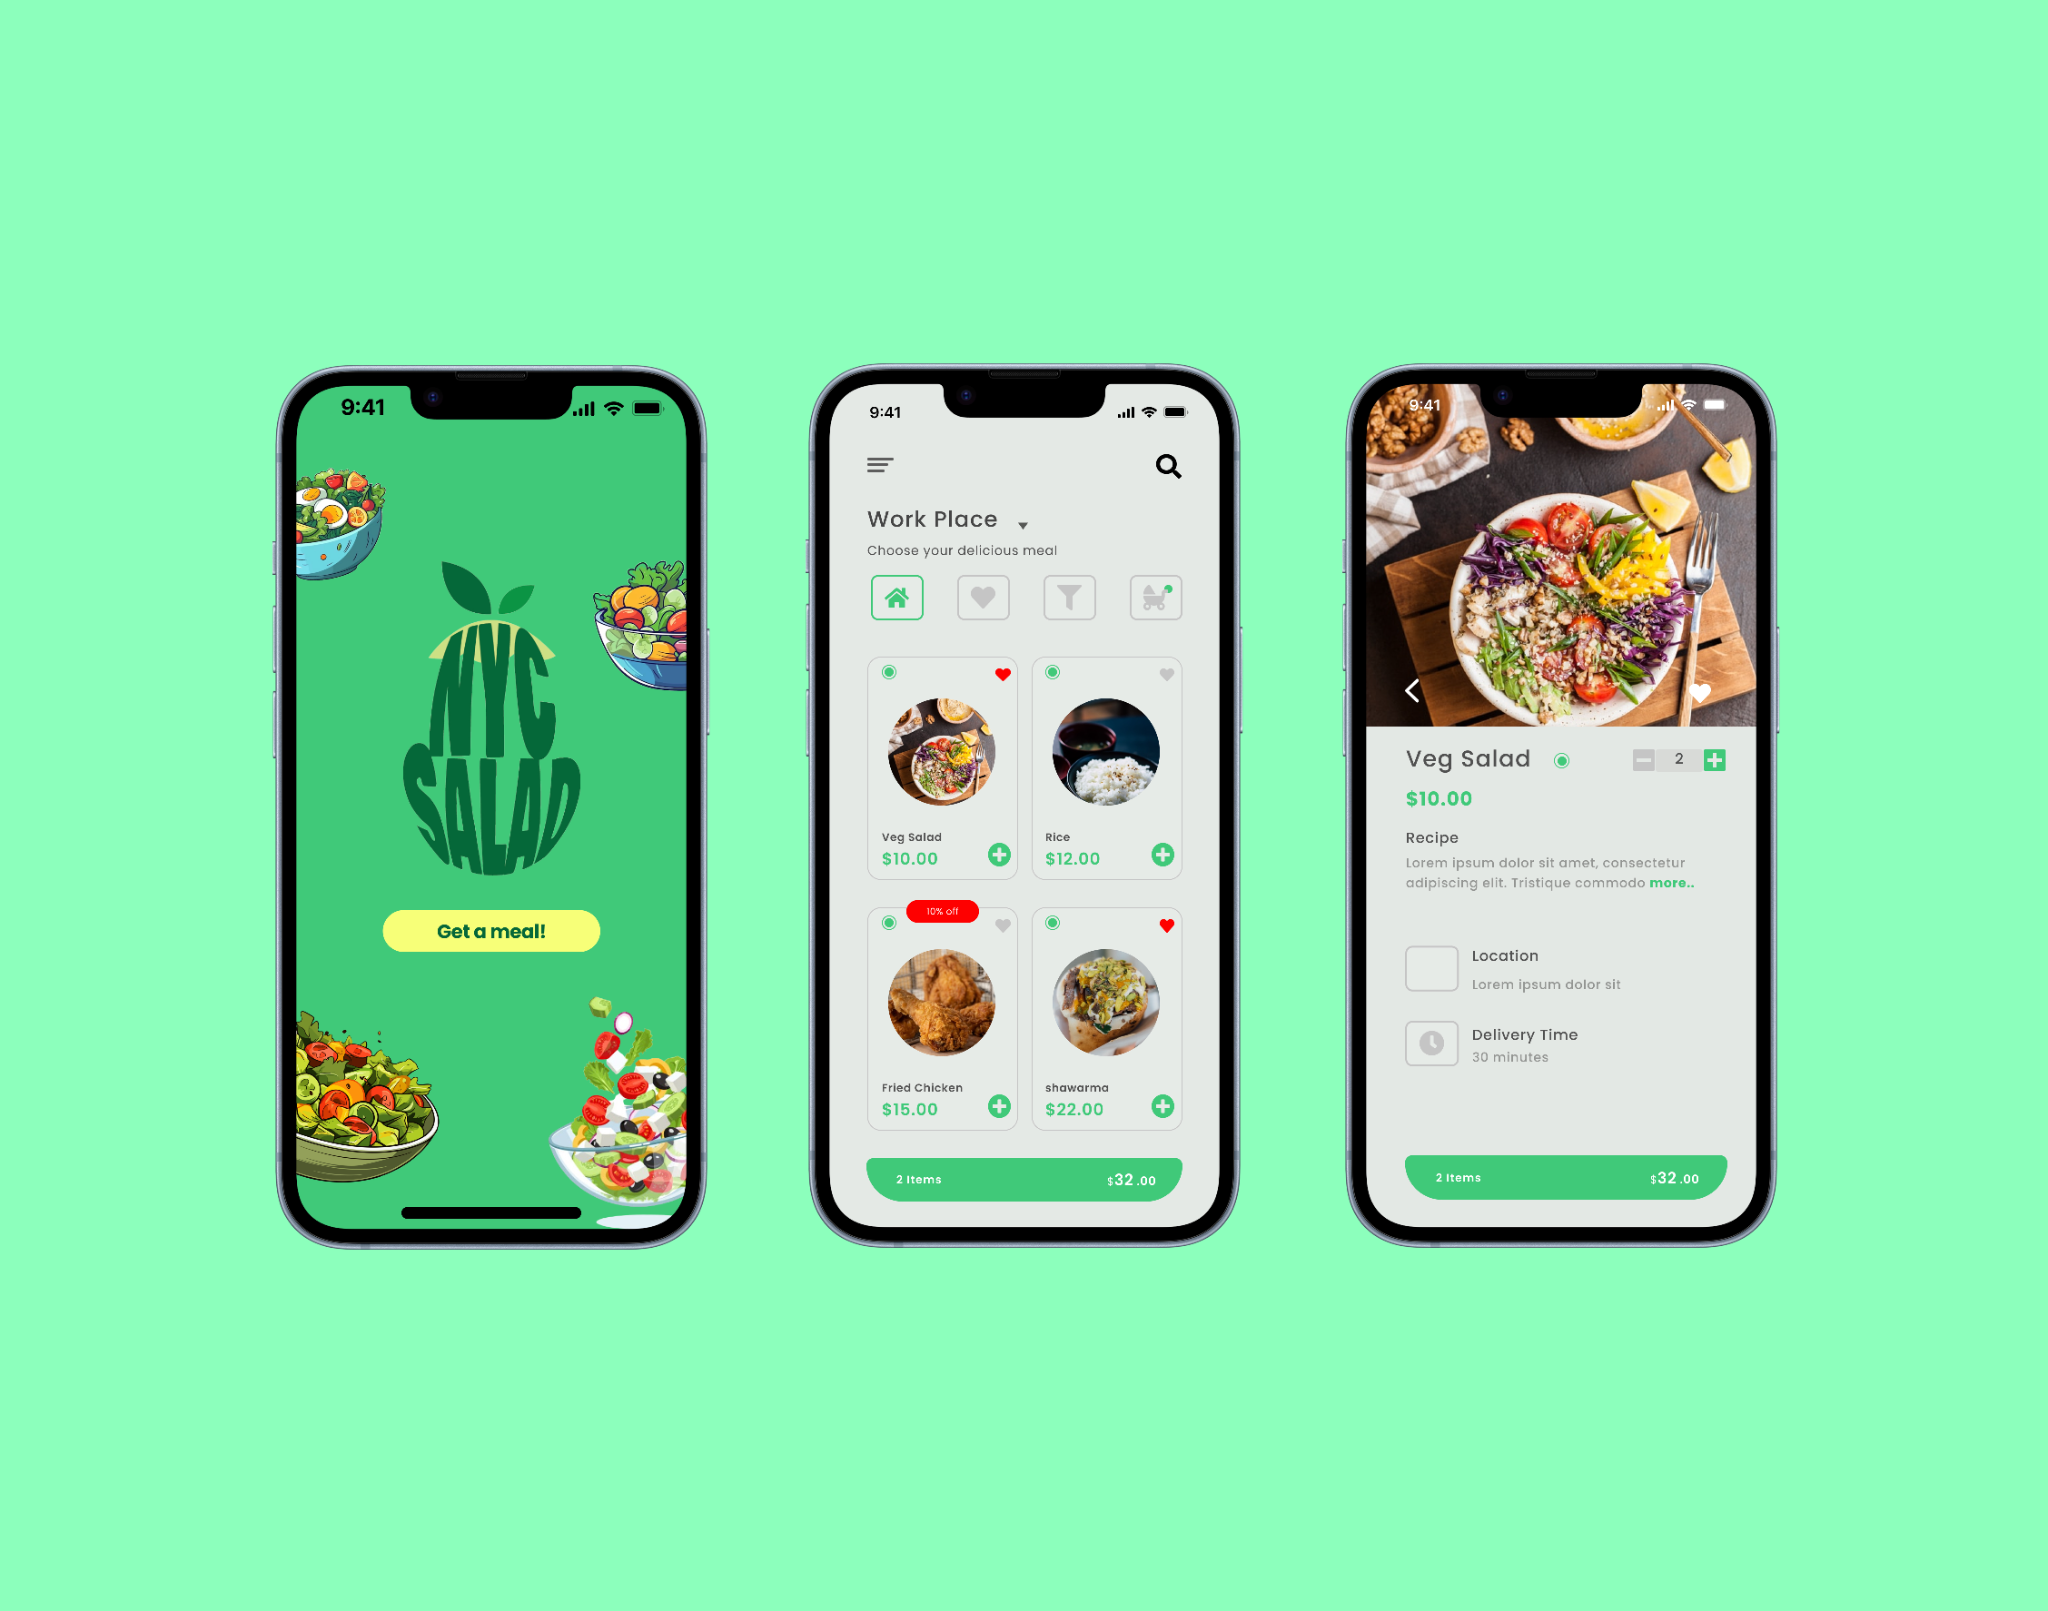 9:41
NYC
SALAD
Get a meal!
9:41
Work Place
Choose your delicious meal
Veg Salad
$10.00
Rice
$12.00
10% off
Fried Chicken
$15.00
shawarma
$22.00
2 Items
$32.00
9:41
Veg Salad
2
$10.00
Recipe
Lorem ipsum dolor sit amet, consectetur
adipiscing elit. Tristique commodo more..
Location
Lorem ipsum dolor sit
Delivery Time
30 minutes
2 Items
$32.00